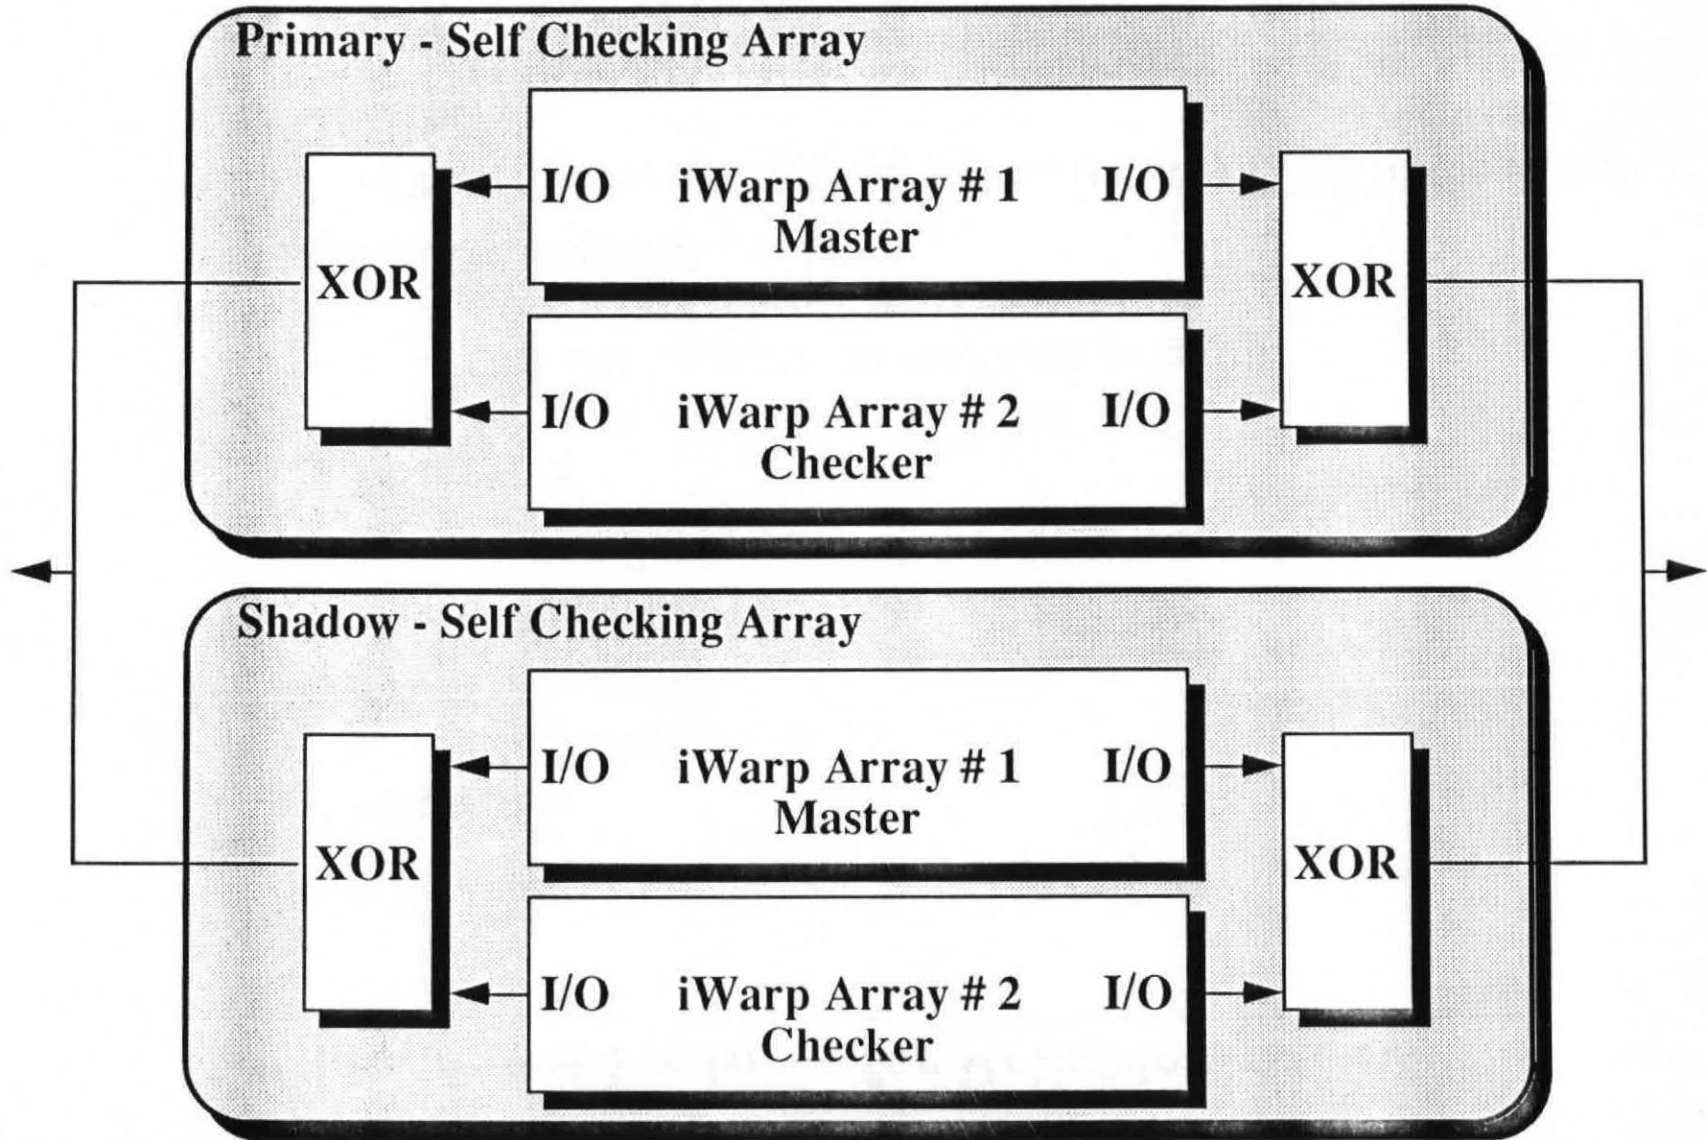 Primary - Self Checking Array
I/O iWarp Array # 1 I/O
Master
XOR XOR
I/O iWarp Array # 2 I/O
Checker
Shadow - Self Checking Array
I/O iWarp Array # 1 I/O
Master
XOR XOR
I/O iWarp Array # 2 I/O
Checker